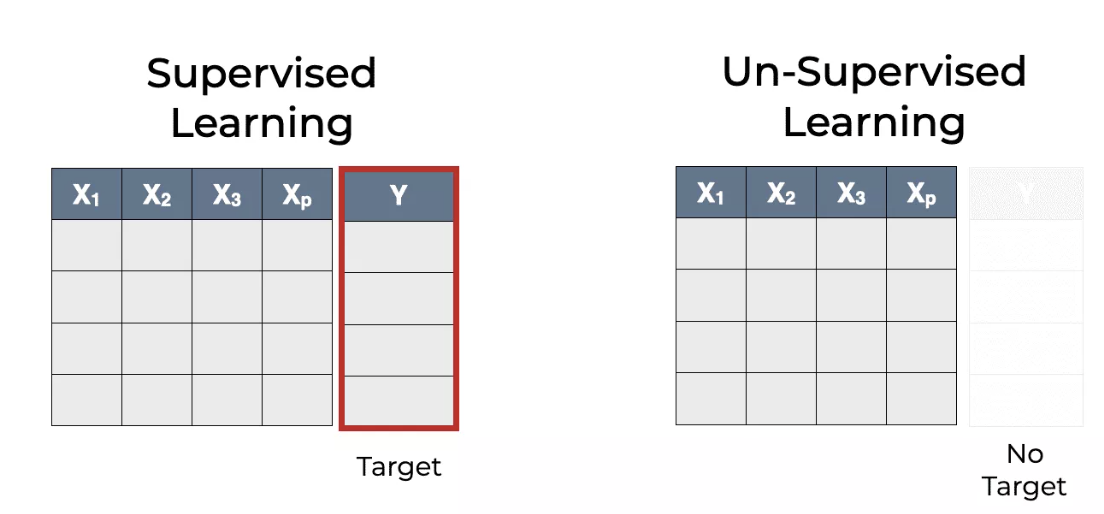 Supervised
Learning
X₁ X₂ X₃ Xₚ Y
Target
Un-Supervised
Learning
X₁ X₂ X₃ Xₚ Y
No
Target